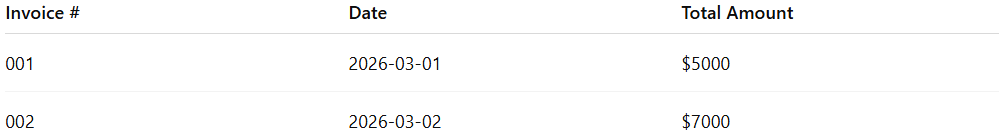 Invoice # Date Total Amount
001 2026-03-01 $5000
002 2026-03-02 $7000